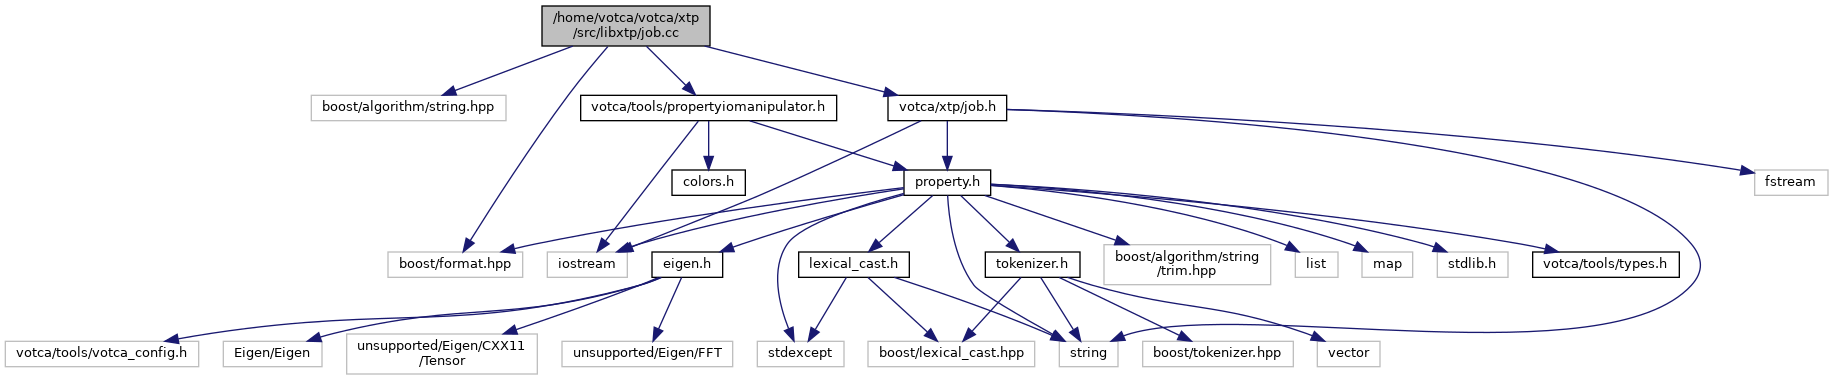 /home/votca/votca/xtp
/src/libxtp/job.cc
boost/algorithm/string.hpp
votca/tools/propertyiomanipulator.h
votca/xtp/job.h
colors.h
property.h
fstream
boost/format.hpp
iostream
eigen.h
lexical_cast.h
tokenizer.h
boost/algorithm/string
/trim.hpp
list
map
stdlib.h
votca/tools/types.h
votca/tools/votca_config.h
Eigen/Eigen
unsupported/Eigen/CXX11
/Tensor
unsupported/Eigen/FFT
stdexcept
boost/lexical_cast.hpp
string
boost/tokenizer.hpp
vector